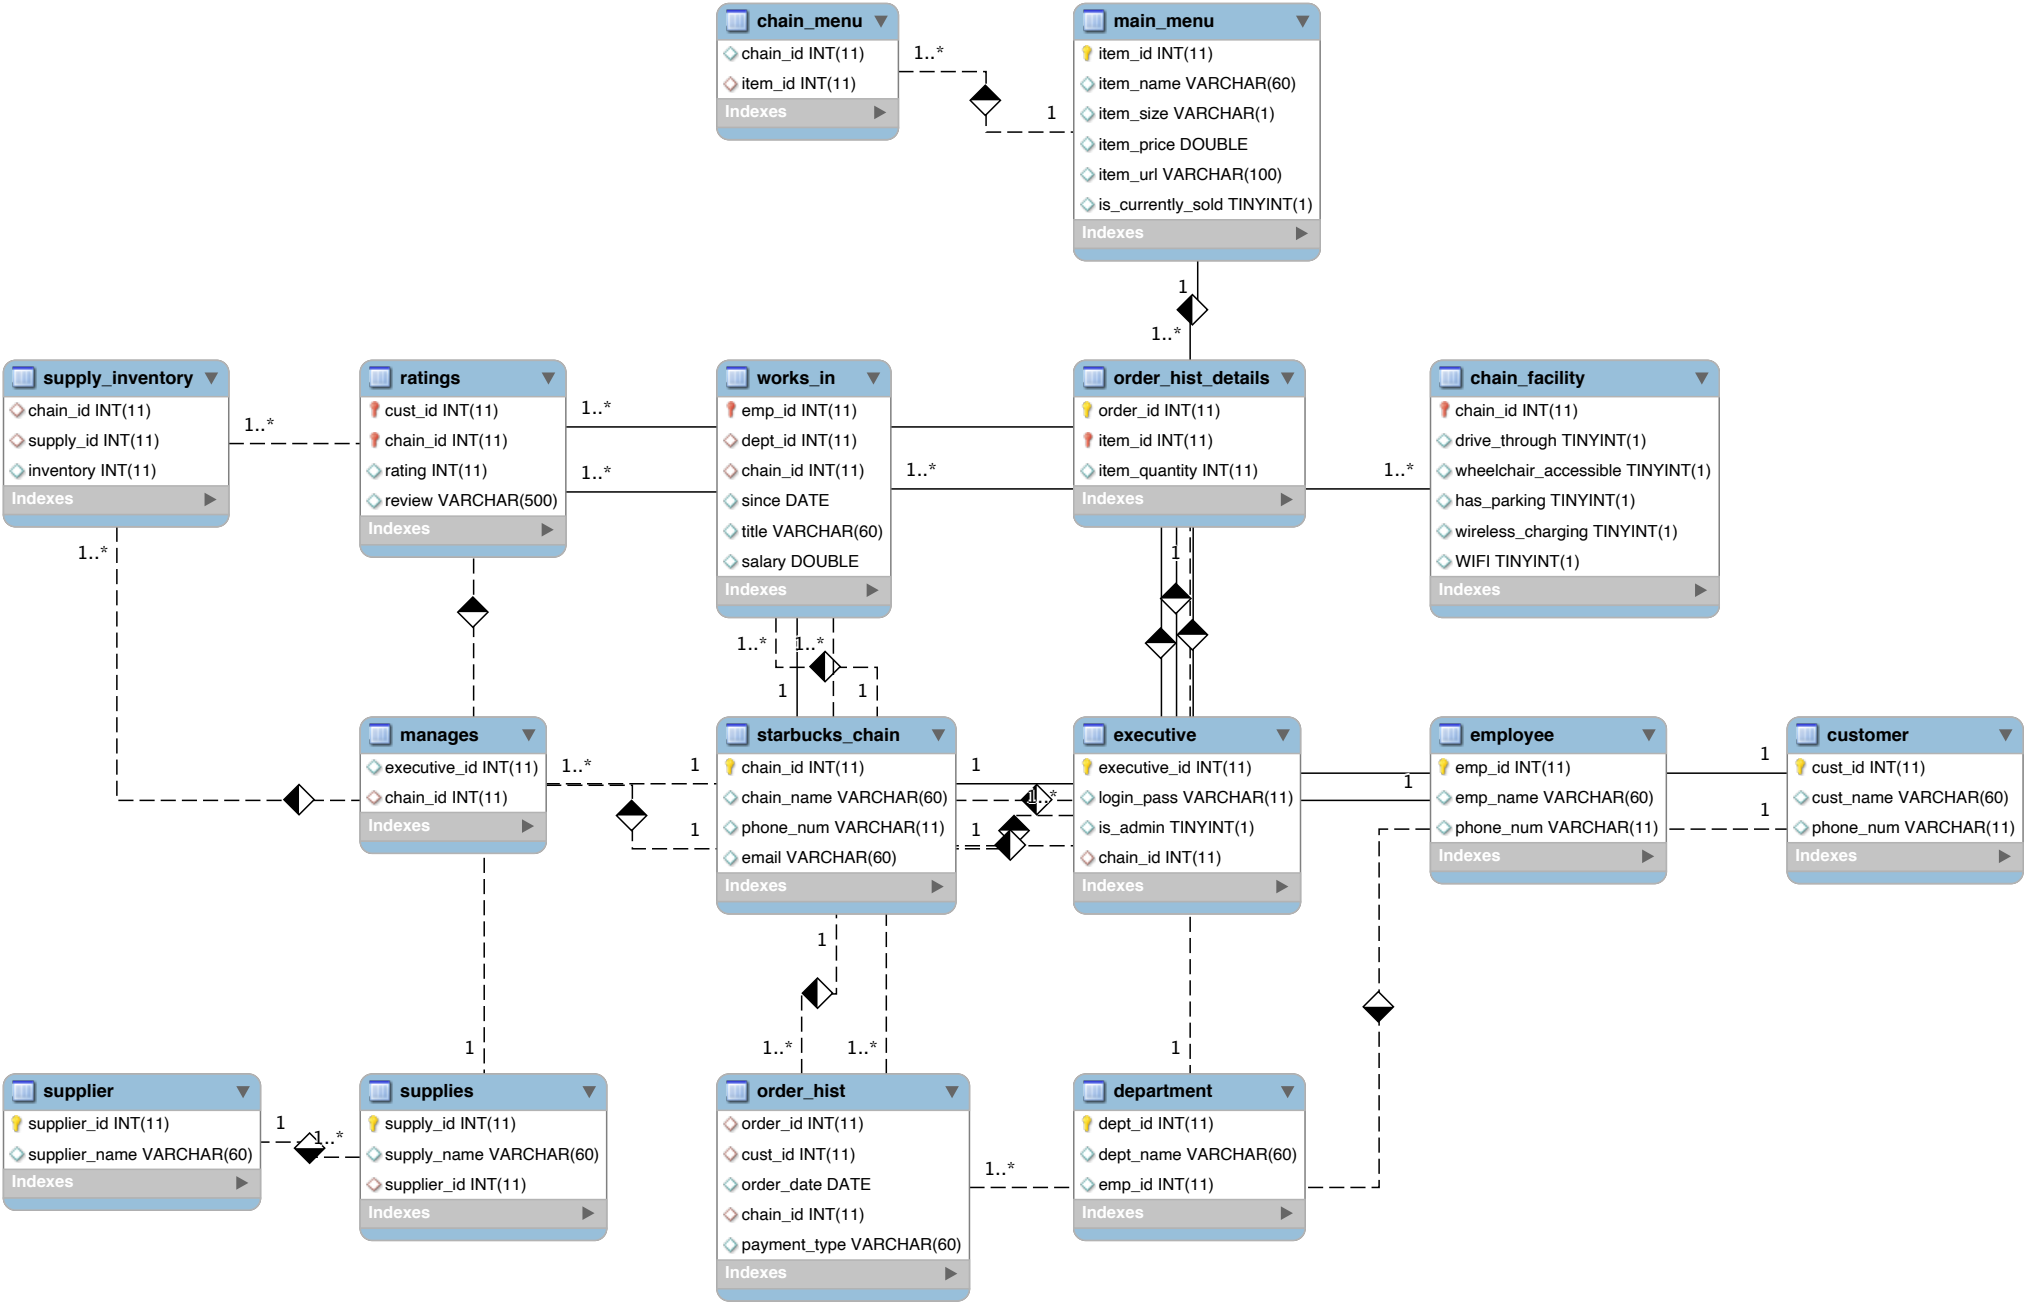 chain_menu
chain_id INT(11)
item_id INT(11)
Indexes
main_menu
item_id INT(11)
item_name VARCHAR(60)
item_size VARCHAR(1)
item_price DOUBLE
item_url VARCHAR(100)
is_currently_sold TINYINT(1)
Indexes
1..*
1
1
1..*
supply_inventory
chain_id INT(11)
supply_id INT(11)
inventory INT(11)
Indexes
1..*
1..*
ratings
cust_id INT(11)
chain_id INT(11)
rating INT(11)
review VARCHAR(500)
Indexes
1..*
1..*
works_in
emp_id INT(11)
dept_id INT(11)
chain_id INT(11)
since DATE
title VARCHAR(60)
salary DOUBLE
Indexes
1..*
1..*
1..*
1
1
order_hist_details
order_id INT(11)
item_id INT(11)
item_quantity INT(11)
Indexes
1
1..*
chain_facility
chain_id INT(11)
drive_through TINYINT(1)
wheelchair_accessible TINYINT(1)
has_parking TINYINT(1)
wireless_charging TINYINT(1)
WIFI TINYINT(1)
Indexes
manages
executive_id INT(11)
chain_id INT(11)
Indexes
1..*
1
1
starbucks_chain
chain_id INT(11)
chain_name VARCHAR(60)
phone_num VARCHAR(11)
email VARCHAR(60)
Indexes
1
1..*
1
executive
executive_id INT(11)
login_pass VARCHAR(11)
is_admin TINYINT(1)
chain_id INT(11)
Indexes
1
employee
emp_id INT(11)
emp_name VARCHAR(60)
phone_num VARCHAR(11)
Indexes
1
1
customer
cust_id INT(11)
cust_name VARCHAR(60)
phone_num VARCHAR(11)
Indexes
1
1
1..*
1..*
1
supplier
supplier_id INT(11)
supplier_name VARCHAR(60)
Indexes
1
1..*
supplies
supply_id INT(11)
supply_name VARCHAR(60)
supplier_id INT(11)
Indexes
order_hist
order_id INT(11)
cust_id INT(11)
order_date DATE
chain_id INT(11)
payment_type VARCHAR(60)
Indexes
1..*
department
dept_id INT(11)
dept_name VARCHAR(60)
emp_id INT(11)
Indexes